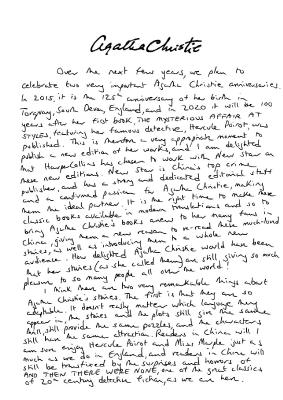 Agatha Christie
Over the next few years, we plan to
celebrate two very important Agatha Christie anniversaries.
In 2015, it is the 125th anniversary of her birth in
Torquay, South Devon, England, and in 2020 it will be 100
years after her first book, THE MYSTERIOUS AFFAIR AT
STYLES, featuring her famous detective, Hercule Poirot, was
published. This is therefore a very appropriate moment to
publish a new edition of her works, and I am delighted
that HarperCollins has chosen to work with New Star on
these new editions. New Star is China's top crime
publisher, and has a strong and dedicated editorial staff
and a confirmed passion for Agatha Christie, making
them the ideal partner. It is the right time to make these
classic books available in modern translations and so to
bring Agatha Christie's books anew to her many fans in
China, giving them a new reason to re-read these much-loved
stories, as well as introducing them to a whole new
audience. How delighted Agatha Christie would have been
that her stories (as she called them) are still giving so much
pleasure to so many people all over the world!
I think there are two very remarkable things about
Agatha Christie's stories. The first is that they are so
adaptable. It doesn't really matter which language they
appear in, the stories and the plots still give the reader
the same puzzles, and the characters
still have the same attraction. Readers in China will I
am sure enjoy Hercule Poirot and Miss Marple just as
much as we do in England, and readers in China will
still be transfixed by the surprises and horrors of
AND THEN THERE WERE NONE, one of the great classics
of 20th century detective fiction, as we are here.